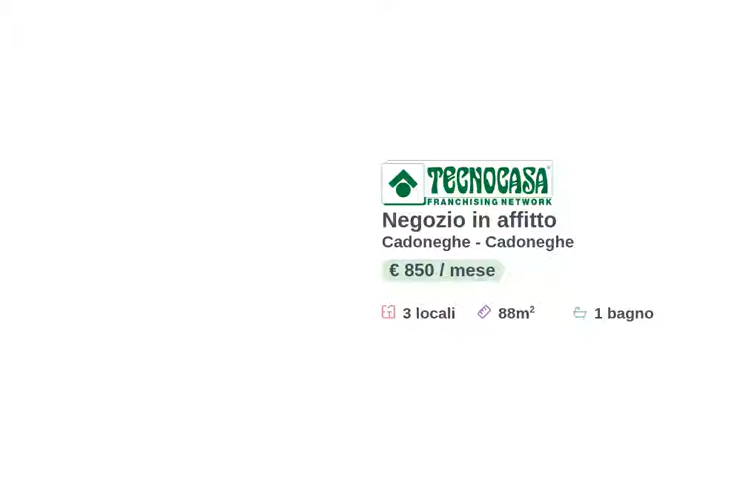 TECNOCASA
FRANCHISING NETWORK
Negozio in affitto
Cadoneghe - Cadoneghe
€ 850 / mese
3 locali 88m² 1 bagno